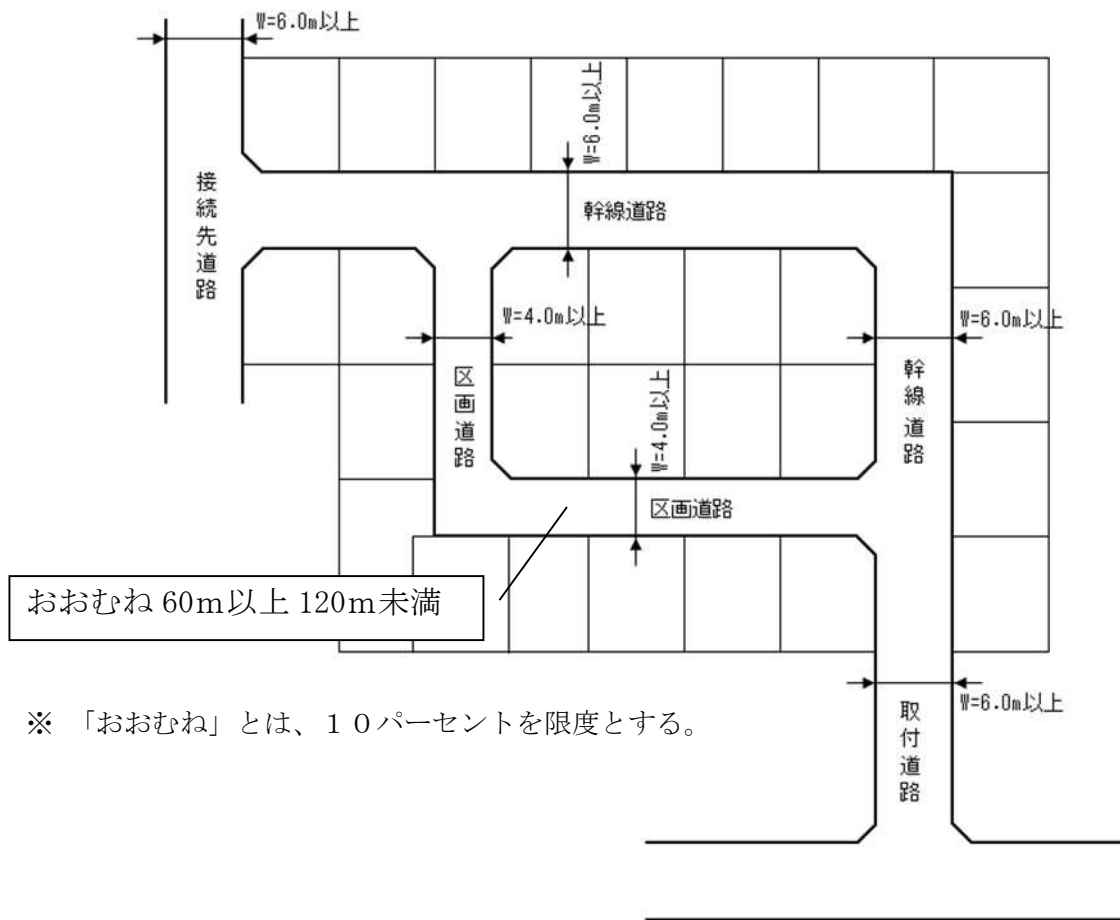 W=6.0m以上
W=6.0m以上
接続先道路
幹線道路
W=4.0m以上
W=6.0m以上
区画道路
W=4.0m以上
幹線道路
区画道路
おおむね 60m以上 120m未満
W=6.0m以上
※ 「おおむね」とは、10パーセントを限度とする。
取付道路